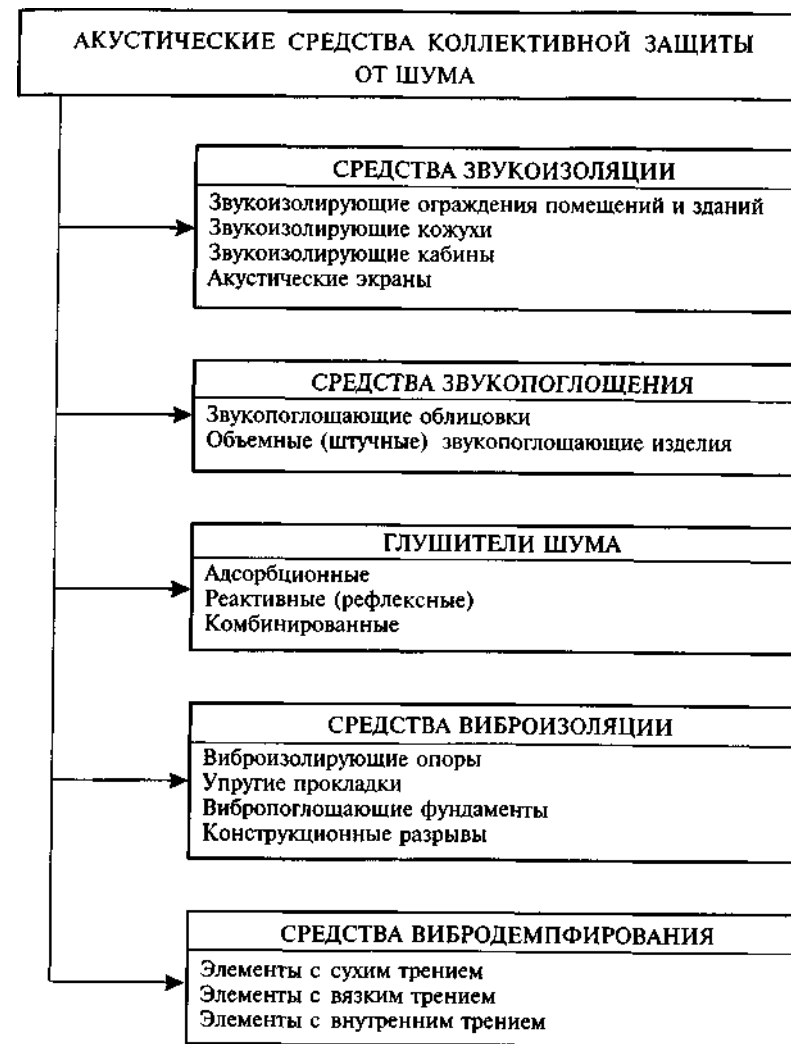 АКУСТИЧЕСКИЕ СРЕДСТВА КОЛЛЕКТИВНОЙ ЗАЩИТЫ
ОТ ШУМА
СРЕДСТВА ЗВУКОИЗОЛЯЦИИ
Звукоизолирующие ограждения помещений и зданий
Звукоизолирующие кожухи
Звукоизолирующие кабины
Акустические экраны
СРЕДСТВА ЗВУКОПОГЛОЩЕНИЯ
Звукопоглощающие облицовки
Объемные (штучные) звукопоглощающие изделия
ГЛУШИТЕЛИ ШУМА
Адсорбционные
Реактивные (рефлексные)
Комбинированные
СРЕДСТВА ВИБРОИЗОЛЯЦИИ
Виброизолирующие опоры
Упругие прокладки
Вибропоглощающие фундаменты
Конструкционные разрывы
СРЕДСТВА ВИБРОДЕМПФИРОВАНИЯ
Элементы с сухим трением
Элементы с вязким трением
Элементы с внутренним трением